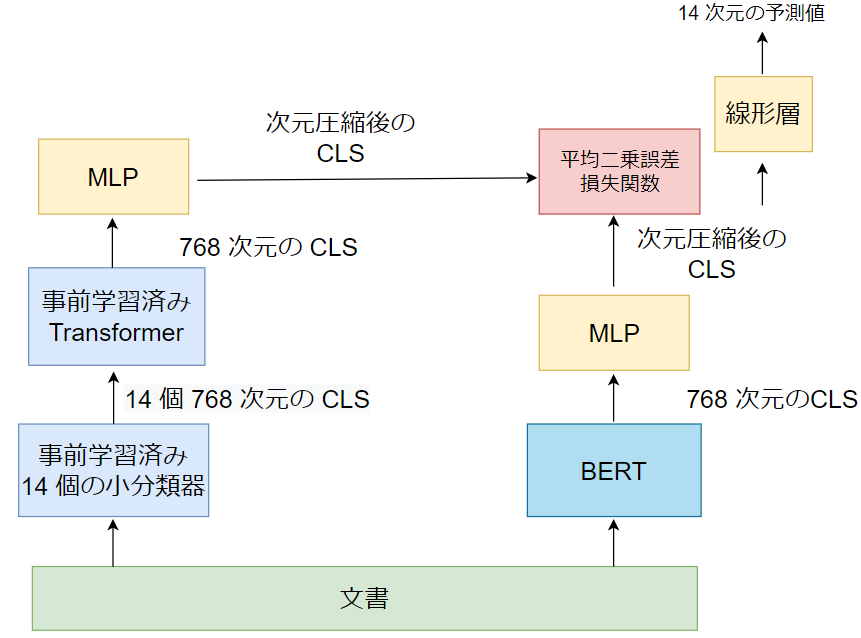 14 次元の予測値
線形層
次元圧縮後の
CLS
平均二乗誤差
損失関数
MLP
768 次元の CLS
次元圧縮後の
CLS
事前学習済み
Transformer
MLP
14 個 768 次元の CLS
768 次元のCLS
事前学習済み
14 個の小分類器
BERT
文書